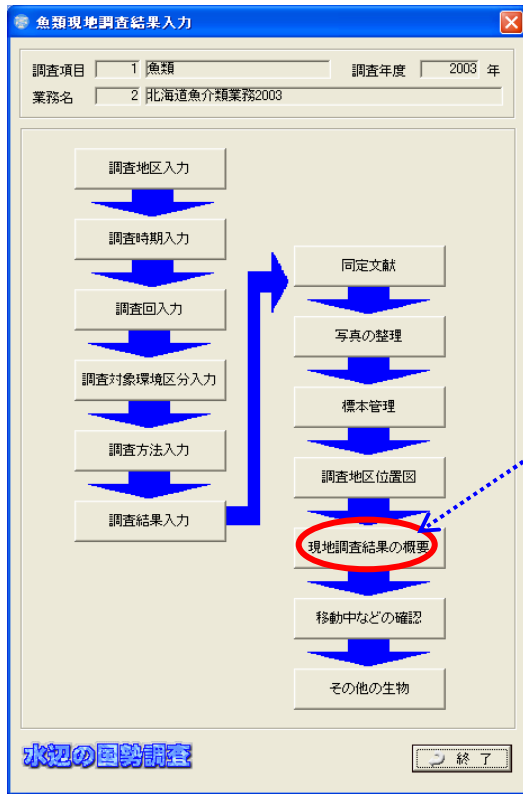 魚類現地調査結果入力
調査項目 1 魚類 調査年度 2003 年
業務名 2 北海道魚介類業務2003
調査地区入力
調査時期入力
調査回入力
調査対象環境区分入力
調査方法入力
調査結果入力
同定文献
写真の整理
標本管理
調査地区位置図
現地調査結果の概要
移動中などの確認
その他の生物
水辺の国勢調査
終了